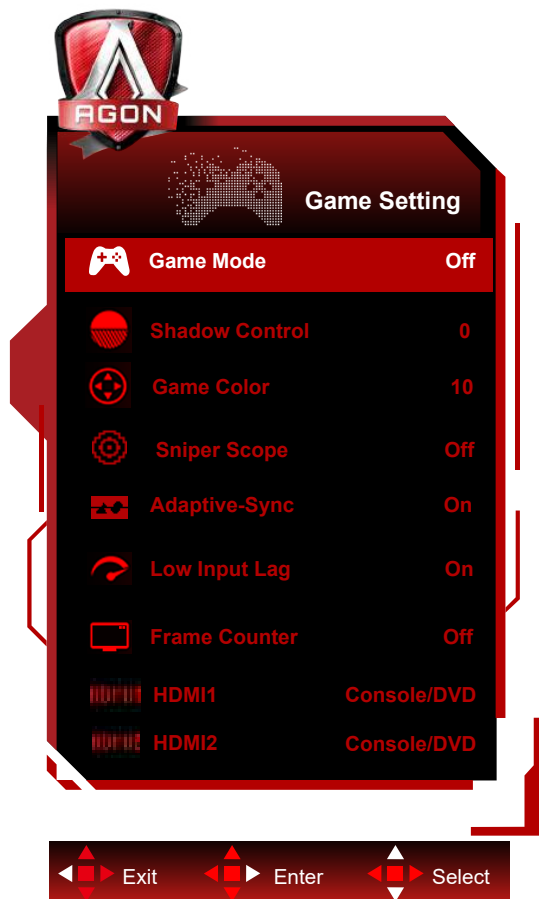 AGON
Game Setting
Game Mode Off
Shadow Control 0
Game Color 10
Sniper Scope Off
Adaptive-Sync On
Low Input Lag On
Frame Counter Off
HDMI1 Console/DVD
HDMI2 Console/DVD
Exit Enter Select